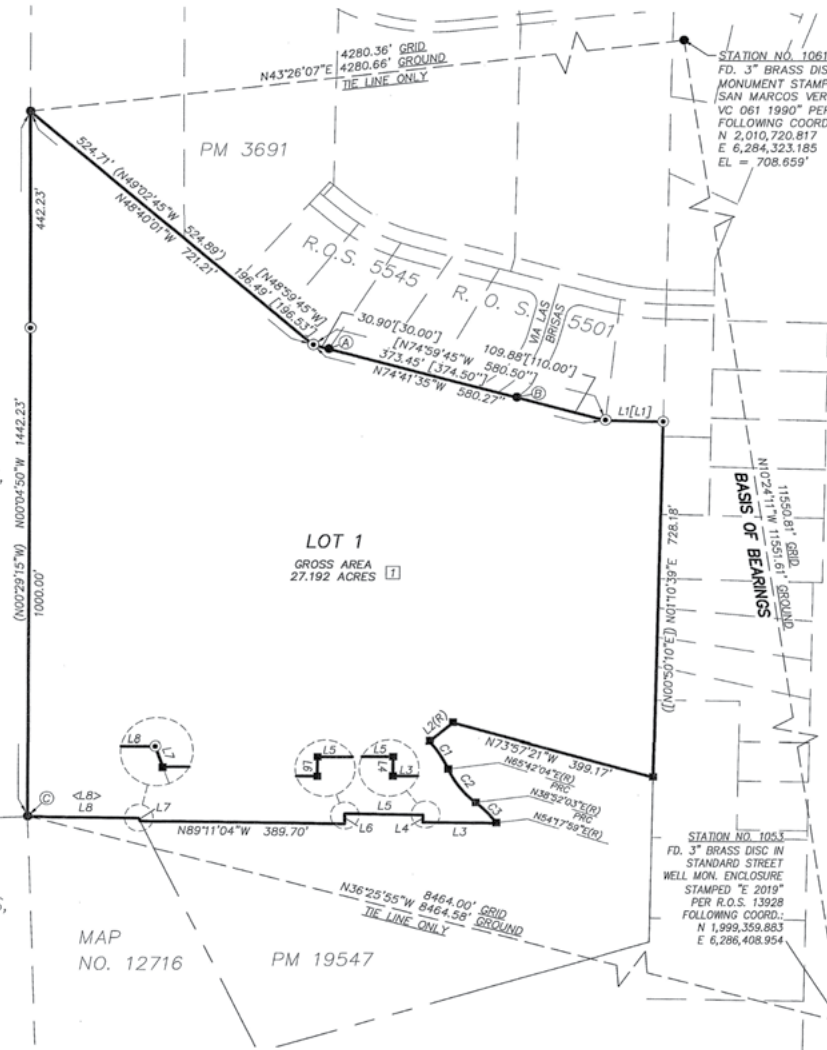 4280.36' GRID
N43°26'07"E 4280.66' GROUND
TIE LINE ONLY
STATION NO. 1061
FD. 3" BRASS DIS
MONUMENT STAMP
SAN MARCOS VER
VC 061 1990" PER
FOLLOWING COORD
N 2,010,720.817
E 6,284,323.185
EL = 708.659'
PM 3691
442.23'
524.71' (N49°02'45"W 524.89')
N48°40'01"W 721.21'
[N48°59'45"W]
196.49' [196.53']
R.O.S. 5545
R. O. S. 5501
VIA LAS
BRISAS
30.90'[30.00']
A
[N74°59'45"W 580.50"]
109.88'[110.00']
373.45' [374.50"]
N74°41'35"W 580.27"
B
L1[L1]
(N00°29'15"W) N00°04'50"W 1442.23'
1000.00'
LOT 1
GROSS AREA
27.192 ACRES 1
([N00°50'10"E]) N01°10'39"E 728.18'
BASIS OF BEARINGS
N10°24'11"W 11551.61' GROUND
11550.81' GRID
L8
L7
L5
L6
L5
L4
L3
L2(R)
C1
N73°57'21"W 399.17'
N65°42'04"E(R)
PRC
C2
N38°52'03"E(R)
PRC
C3
N54°17'59"E(R)
C
<L8>
L8
L7
N89°11'04"W 389.70'
L5
L6
L4
L3
STATION NO. 1053
FD. 3" BRASS DISC IN
STANDARD STREET
WELL MON. ENCLOSURE
STAMPED "E 2019"
PER R.O.S. 13928
FOLLOWING COORD.:
N 1,999,359.883
E 6,286,408.954
8464.00' GRID
N36°25'55"W 8464.58' GROUND
TIE LINE ONLY
S,
MAP
NO. 12716
PM 19547